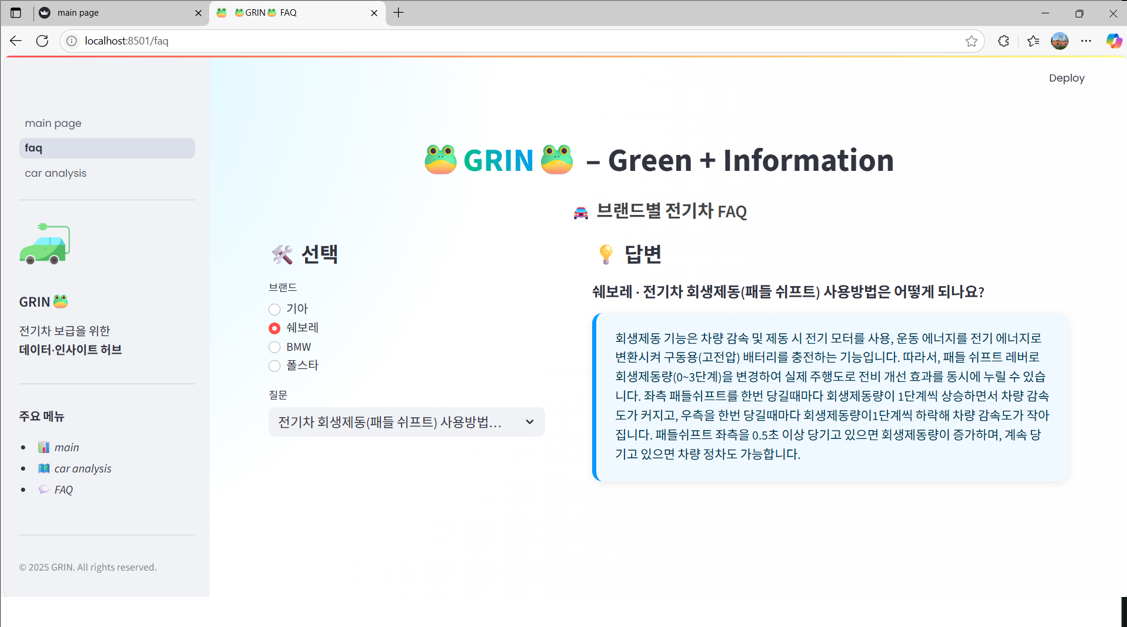 main page
GRIN FAQ
localhost:8501/faq
Deploy
main page
faq
car analysis
GRIN
전기차 보급을 위한
데이터·인사이트 허브
주요 메뉴
main
car analysis
FAQ
© 2025 GRIN. All rights reserved.
GRIN – Green + Information
브랜드별 전기차 FAQ
선택
브랜드
기아
쉐보레
BMW
폴스타
질문
전기차 회생제동(패들 쉬프트) 사용방법...
답변
쉐보레 · 전기차 회생제동(패들 쉬프트) 사용방법은 어떻게 되나요?
회생제동 기능은 차량 감속 및 제동 시 전기 모터를 사용, 운동 에너지를 전기 에너지로
변환시켜 구동용(고전압) 배터리를 충전하는 기능입니다. 따라서, 패들 쉬프트 레버로
회생제동량(0~3단계)을 변경하여 실제 주행도로 전비 개선 효과를 동시에 누릴 수 있습
니다. 좌측 패들쉬프트를 한번 당길때마다 회생제동량이 1단계씩 상승하면서 차량 감속
도가 커지고, 우측을 한번 당길때마다 회생제동량이1단계씩 하락해 차량 감속도가 작아
집니다. 패들쉬프트 좌측을 0.5초 이상 당기고 있으면 회생제동량이 증가하며, 계속 당
기고 있으면 차량 정차도 가능합니다.